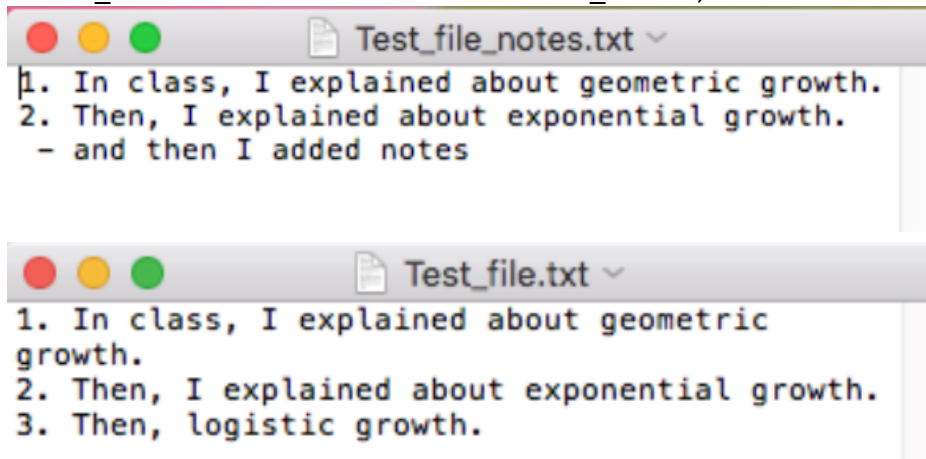 Test_file_notes.txt
1. In class, I explained about geometric growth.
2. Then, I explained about exponential growth.
 - and then I added notes
Test_file.txt
1. In class, I explained about geometric
growth.
2. Then, I explained about exponential growth.
3. Then, logistic growth.